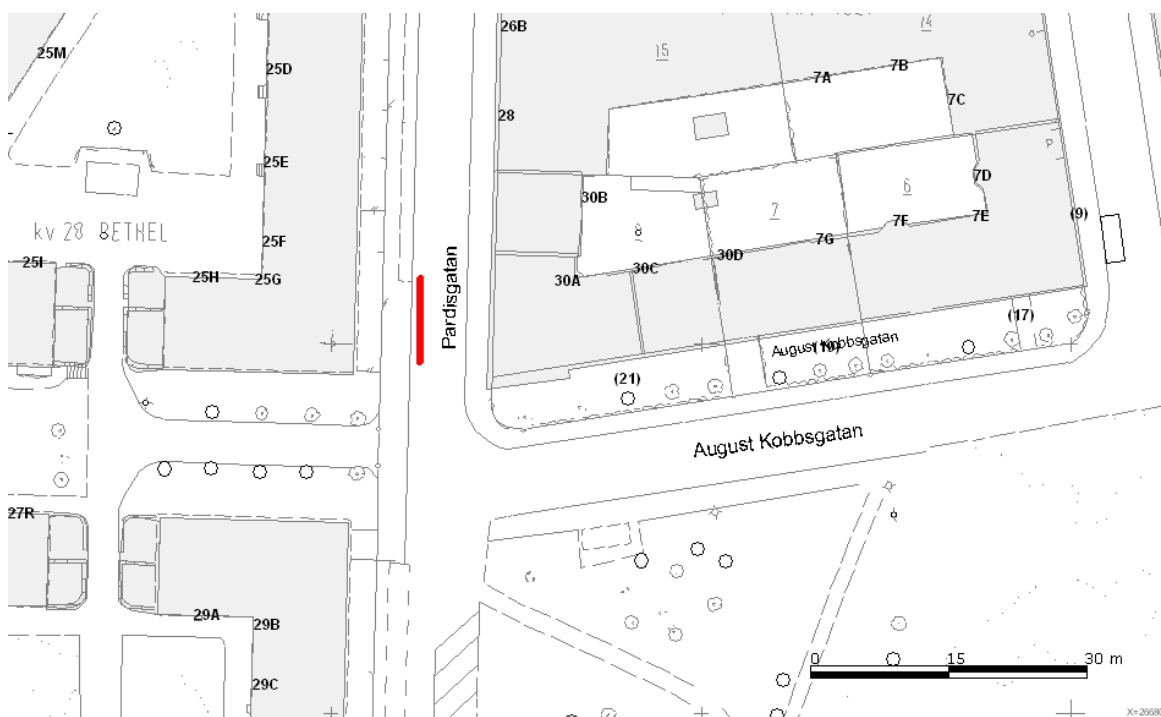 26B
14
15
25M
25D
7A
7B
7C
28
25E
7D
30B
6
7
8
(9)
7E
7F
7G
kv 28 BETHEL
25F
30D
30C
30A
25I
25H
25G
Pardisgatan
(17)
August Kobbsgatan
(21)
August Kobbsgatan
27R
29A
29B
29C
0
15
30 m